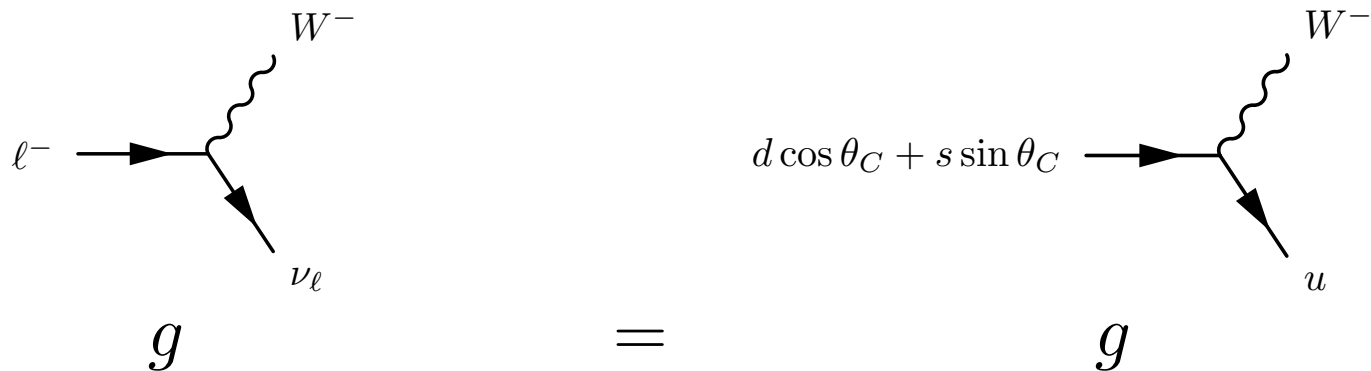 W⁻
ℓ⁻
ν_ℓ
W⁻
d cos θ_C + s sin θ_C
u
g = g